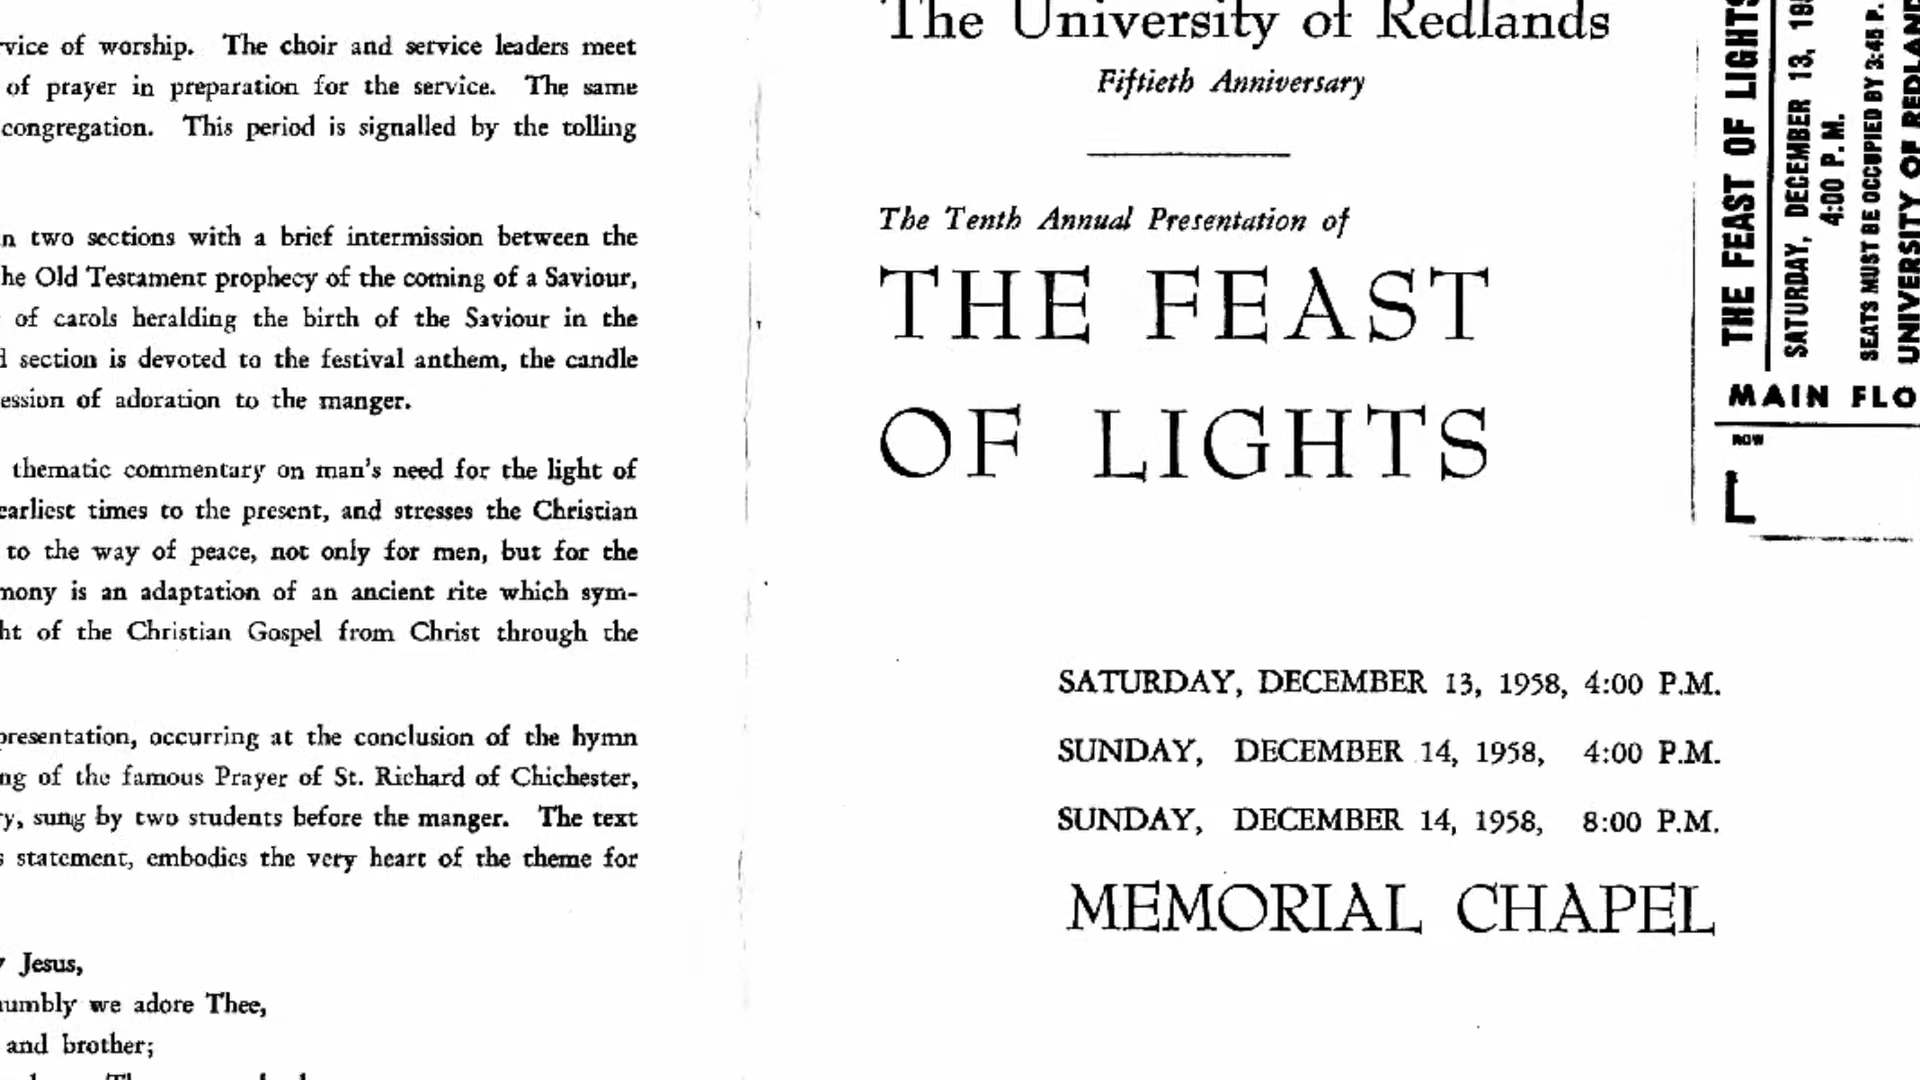 vice of worship. The choir and service leaders meet
of prayer in preparation for the service. The same
congregation. This period is signalled by the tolling
two sections with a brief intermission between the
he Old Testament prophecy of the coming of a Saviour,
of carols heralding the birth of the Saviour in the
section is devoted to the festival anthem, the candle
ession of adoration to the manger.
thematic commentary on man's need for the light of
earliest times to the present, and stresses the Christian
to the way of peace, not only for men, but for the
mony is an adaptation of an ancient rite which sym-
ht of the Christian Gospel from Christ through the
presentation, occurring at the conclusion of the hymn
ng of the famous Prayer of St. Richard of Chichester,
y, sung by two students before the manger. The text
s statement, embodies the very heart of the theme for
Jesus,
humbly we adore Thee,
and brother;
The University of Redlands
Fiftieth Anniversary
The Tenth Annual Presentation of
THE FEAST
OF LIGHTS
SATURDAY, DECEMBER 13, 1958, 4:00 P.M.
SUNDAY, DECEMBER 14, 1958, 4:00 P.M.
SUNDAY, DECEMBER 14, 1958, 8:00 P.M.
MEMORIAL CHAPEL
THE FEAST OF LIGHTS
SATURDAY, DECEMBER 13, 195
4:00 P.M.
SEATS MUST BE OCCUPIED BY 3:45 P.
UNIVERSITY OF REDLAND
MAIN FLO
ROW
L